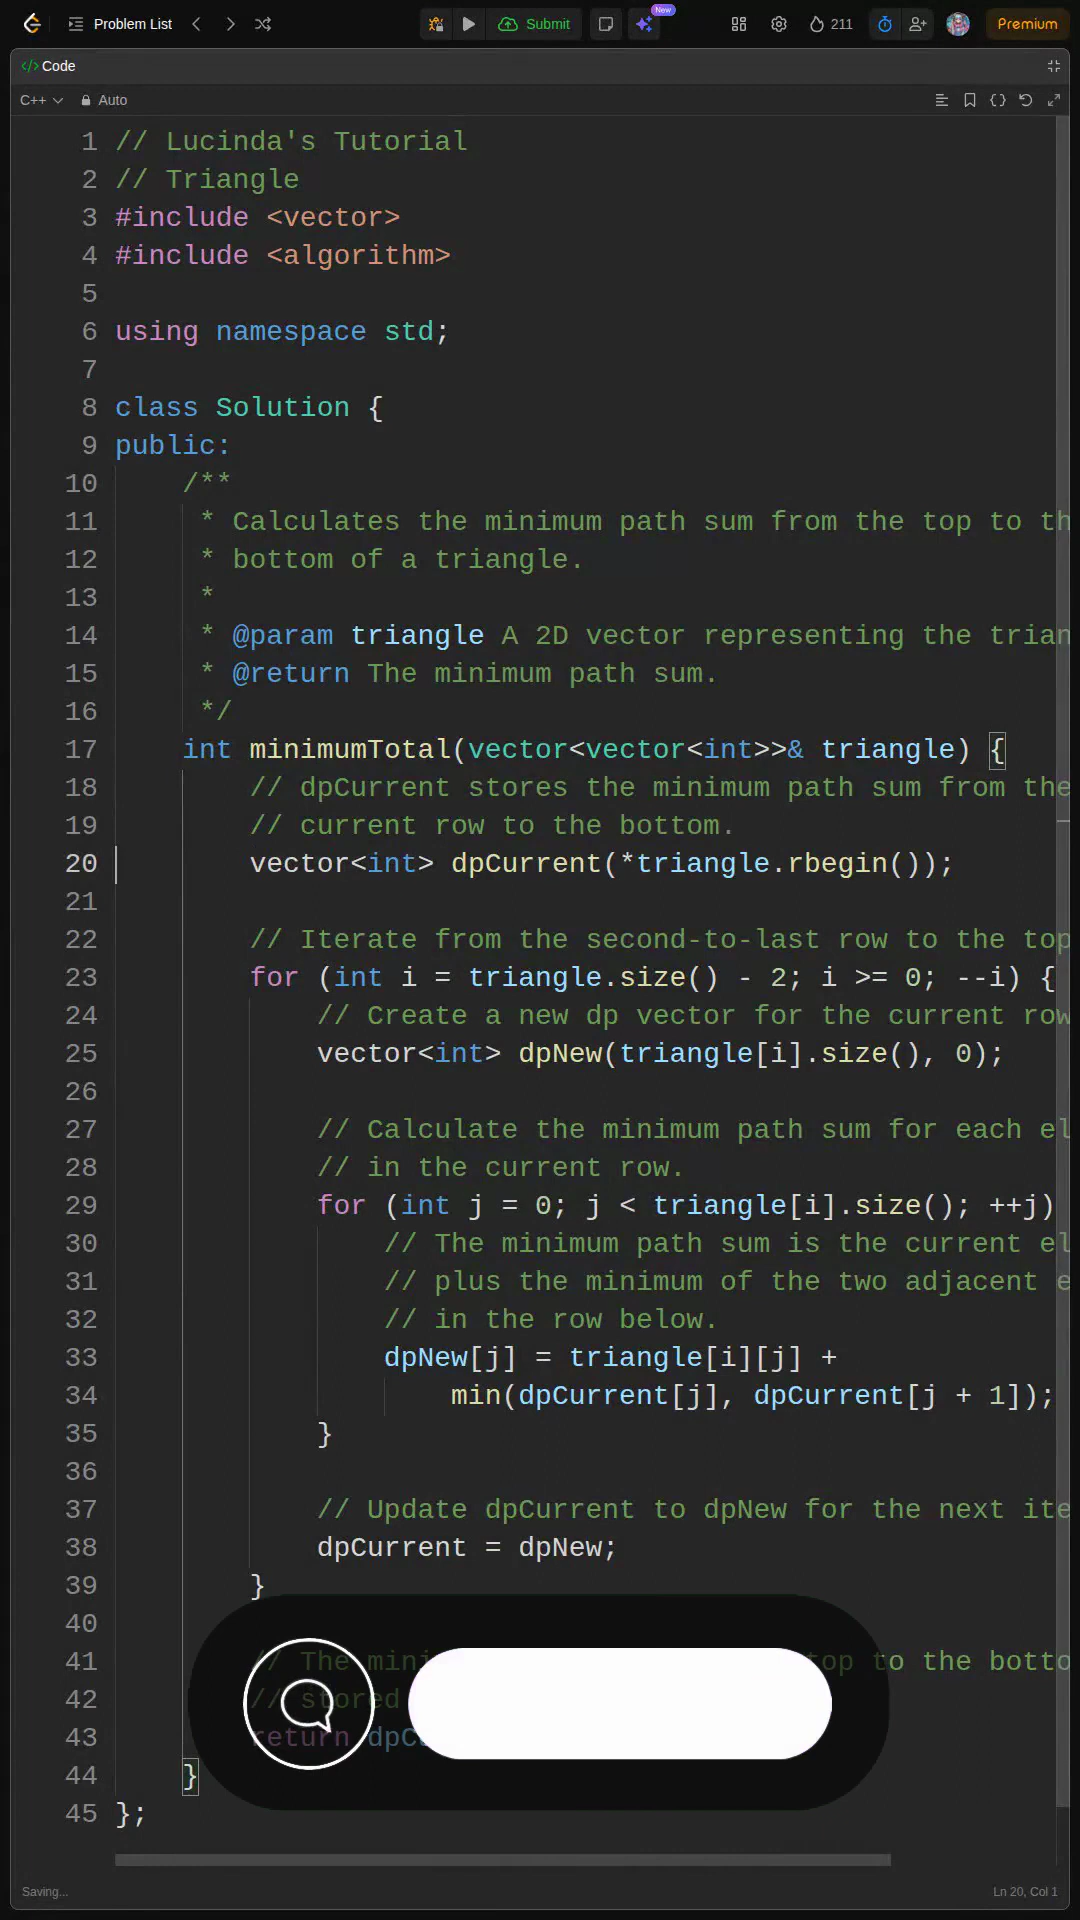 Problem List
Submit
New
211
Premium
</> Code
C++
Auto
1 // Lucinda's Tutorial
2 // Triangle
3 #include <vector>
4 #include <algorithm>
5
6 using namespace std;
7
8 class Solution {
9 public:
10 /**
11 * Calculates the minimum path sum from the top to th
12 * bottom of a triangle.
13 *
14 * @param triangle A 2D vector representing the trian
15 * @return The minimum path sum.
16 */
17 int minimumTotal(vector<vector<int>>& triangle) {
18 // dpCurrent stores the minimum path sum from the
19 // current row to the bottom.
20 vector<int> dpCurrent(*triangle.rbegin());
21
22 // Iterate from the second-to-last row to the top
23 for (int i = triangle.size() - 2; i >= 0; --i) {
24 // Create a new dp vector for the current row
25 vector<int> dpNew(triangle[i].size(), 0);
26
27 // Calculate the minimum path sum for each el
28 // in the current row.
29 for (int j = 0; j < triangle[i].size(); ++j)
30 // The minimum path sum is the current el
31 // plus the minimum of the two adjacent e
32 // in the row below.
33 dpNew[j] = triangle[i][j] +
34 min(dpCurrent[j], dpCurrent[j + 1]);
35 }
36
37 // Update dpCurrent to dpNew for the next ite
38 dpCurrent = dpNew;
39 }
40
41 // The mini top to the botto
42 // stored
43 return dpCu
44 }
45 };
Saving...
Ln 20, Col 1